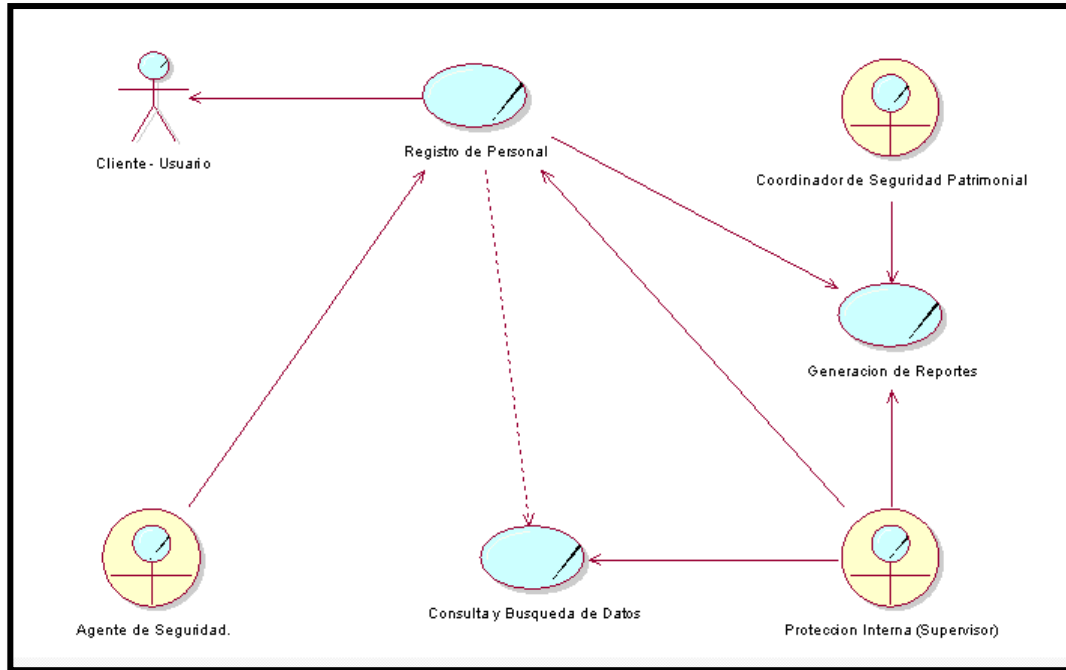 Cliente - Usuario
Registro de Personal
Coordinador de Seguridad Patrimonial
Generacion de Reportes
Consulta y Busqueda de Datos
Agente de Seguridad.
Proteccion Interna (Supervisor)